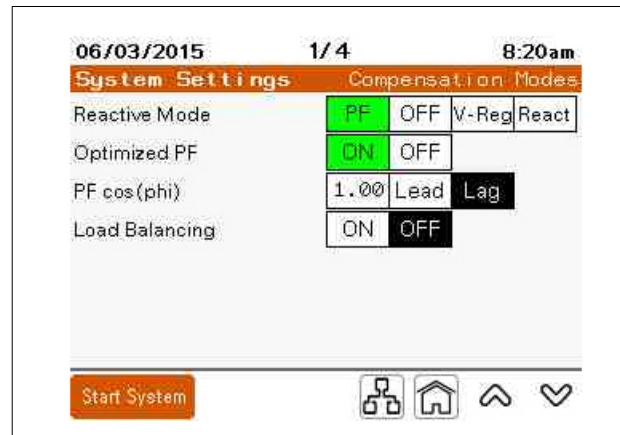 06/03/2015 1/4 8:20am
System Settings Compensation Modes
Reactive Mode PF OFF V-Reg React
Optimized PF ON OFF
PF cos(phi) 1.00 Lead Lag
Load Balancing ON OFF
Start System